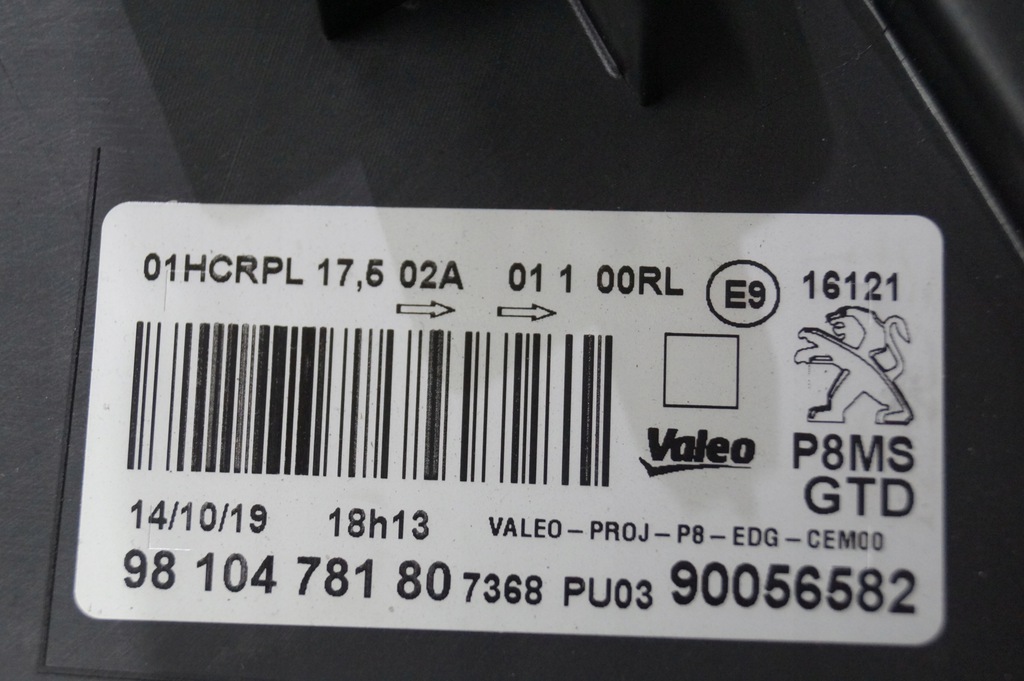 01HCRPL 17,5 02A 01 1 00RL E9 16121
Valeo
P8MS
GTD
14/10/19 18h13 VALEO-PROJ-P8-EDG-CEM00
98 104 781 80 7368 PU03 90056582